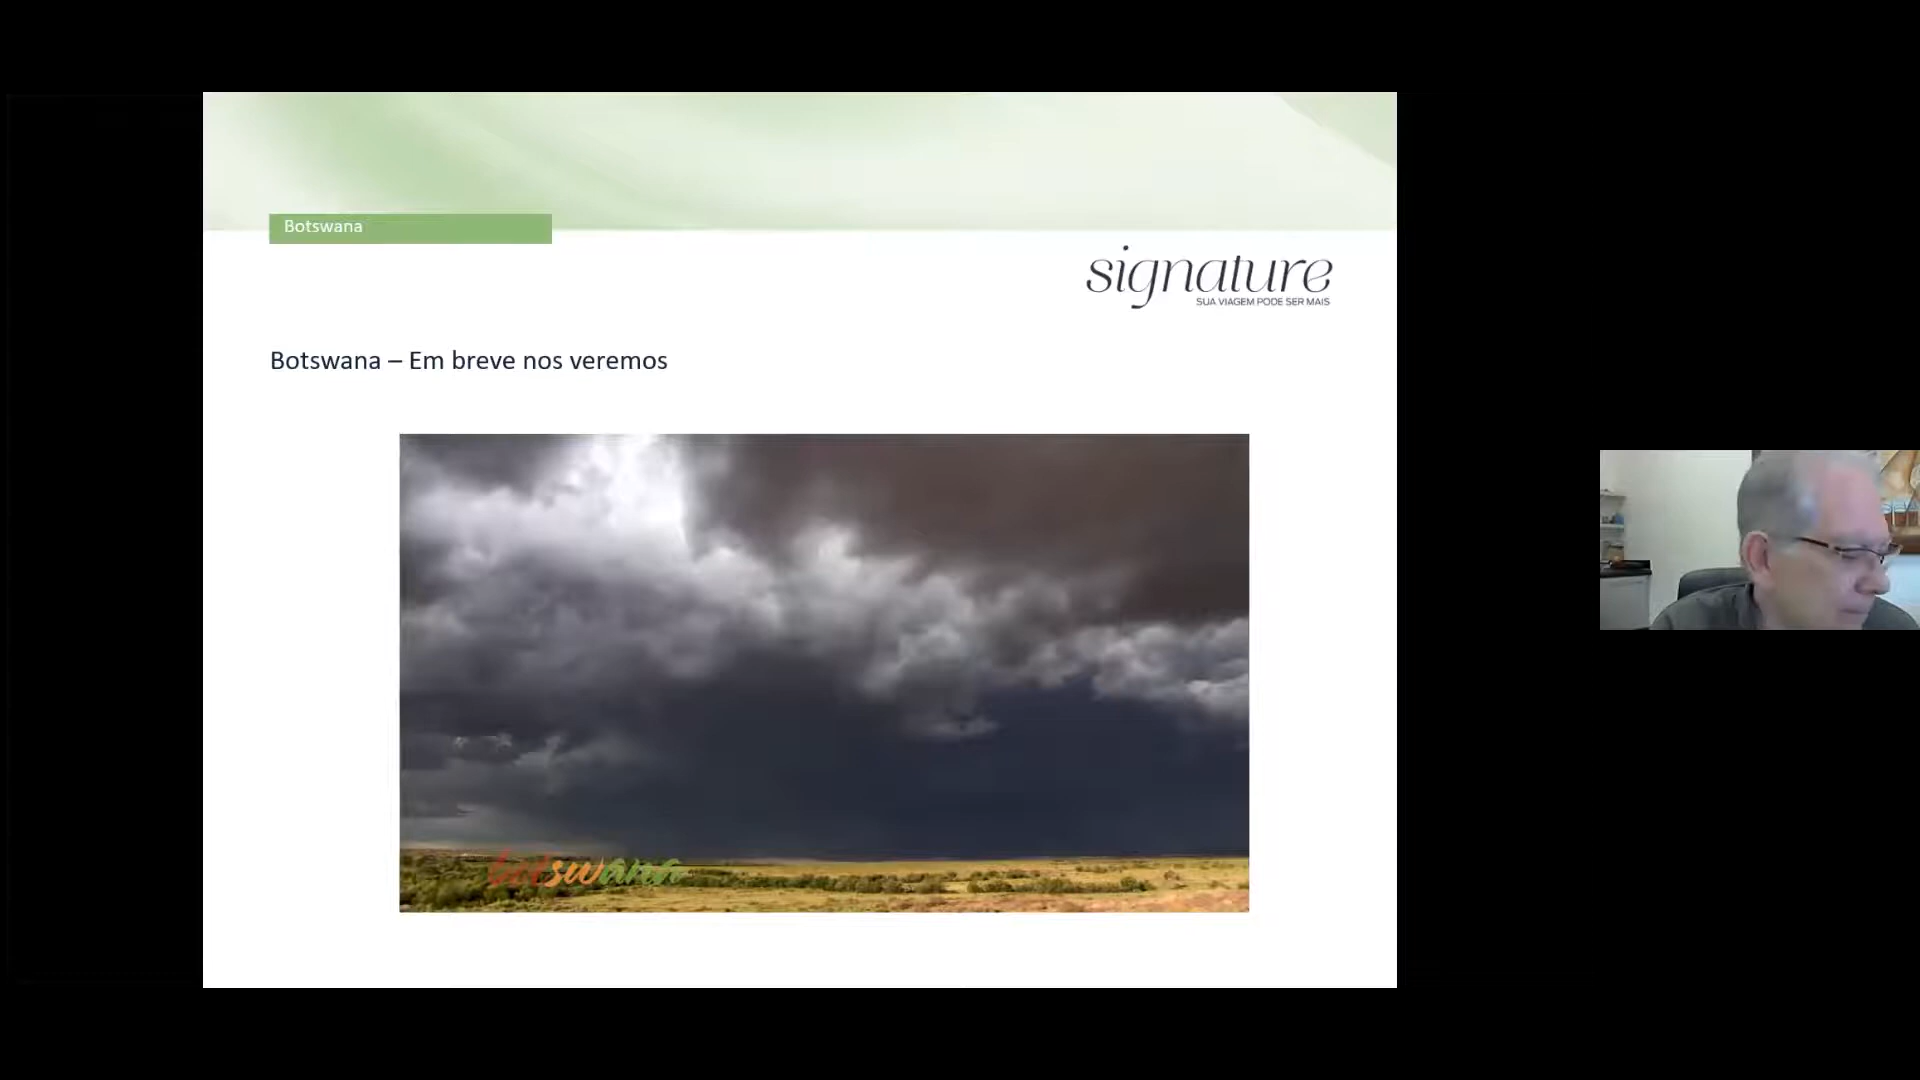 Botswana
signature
SUA VIAGEM PODE SER MAIS
Botswana – Em breve nos veremos
botswana